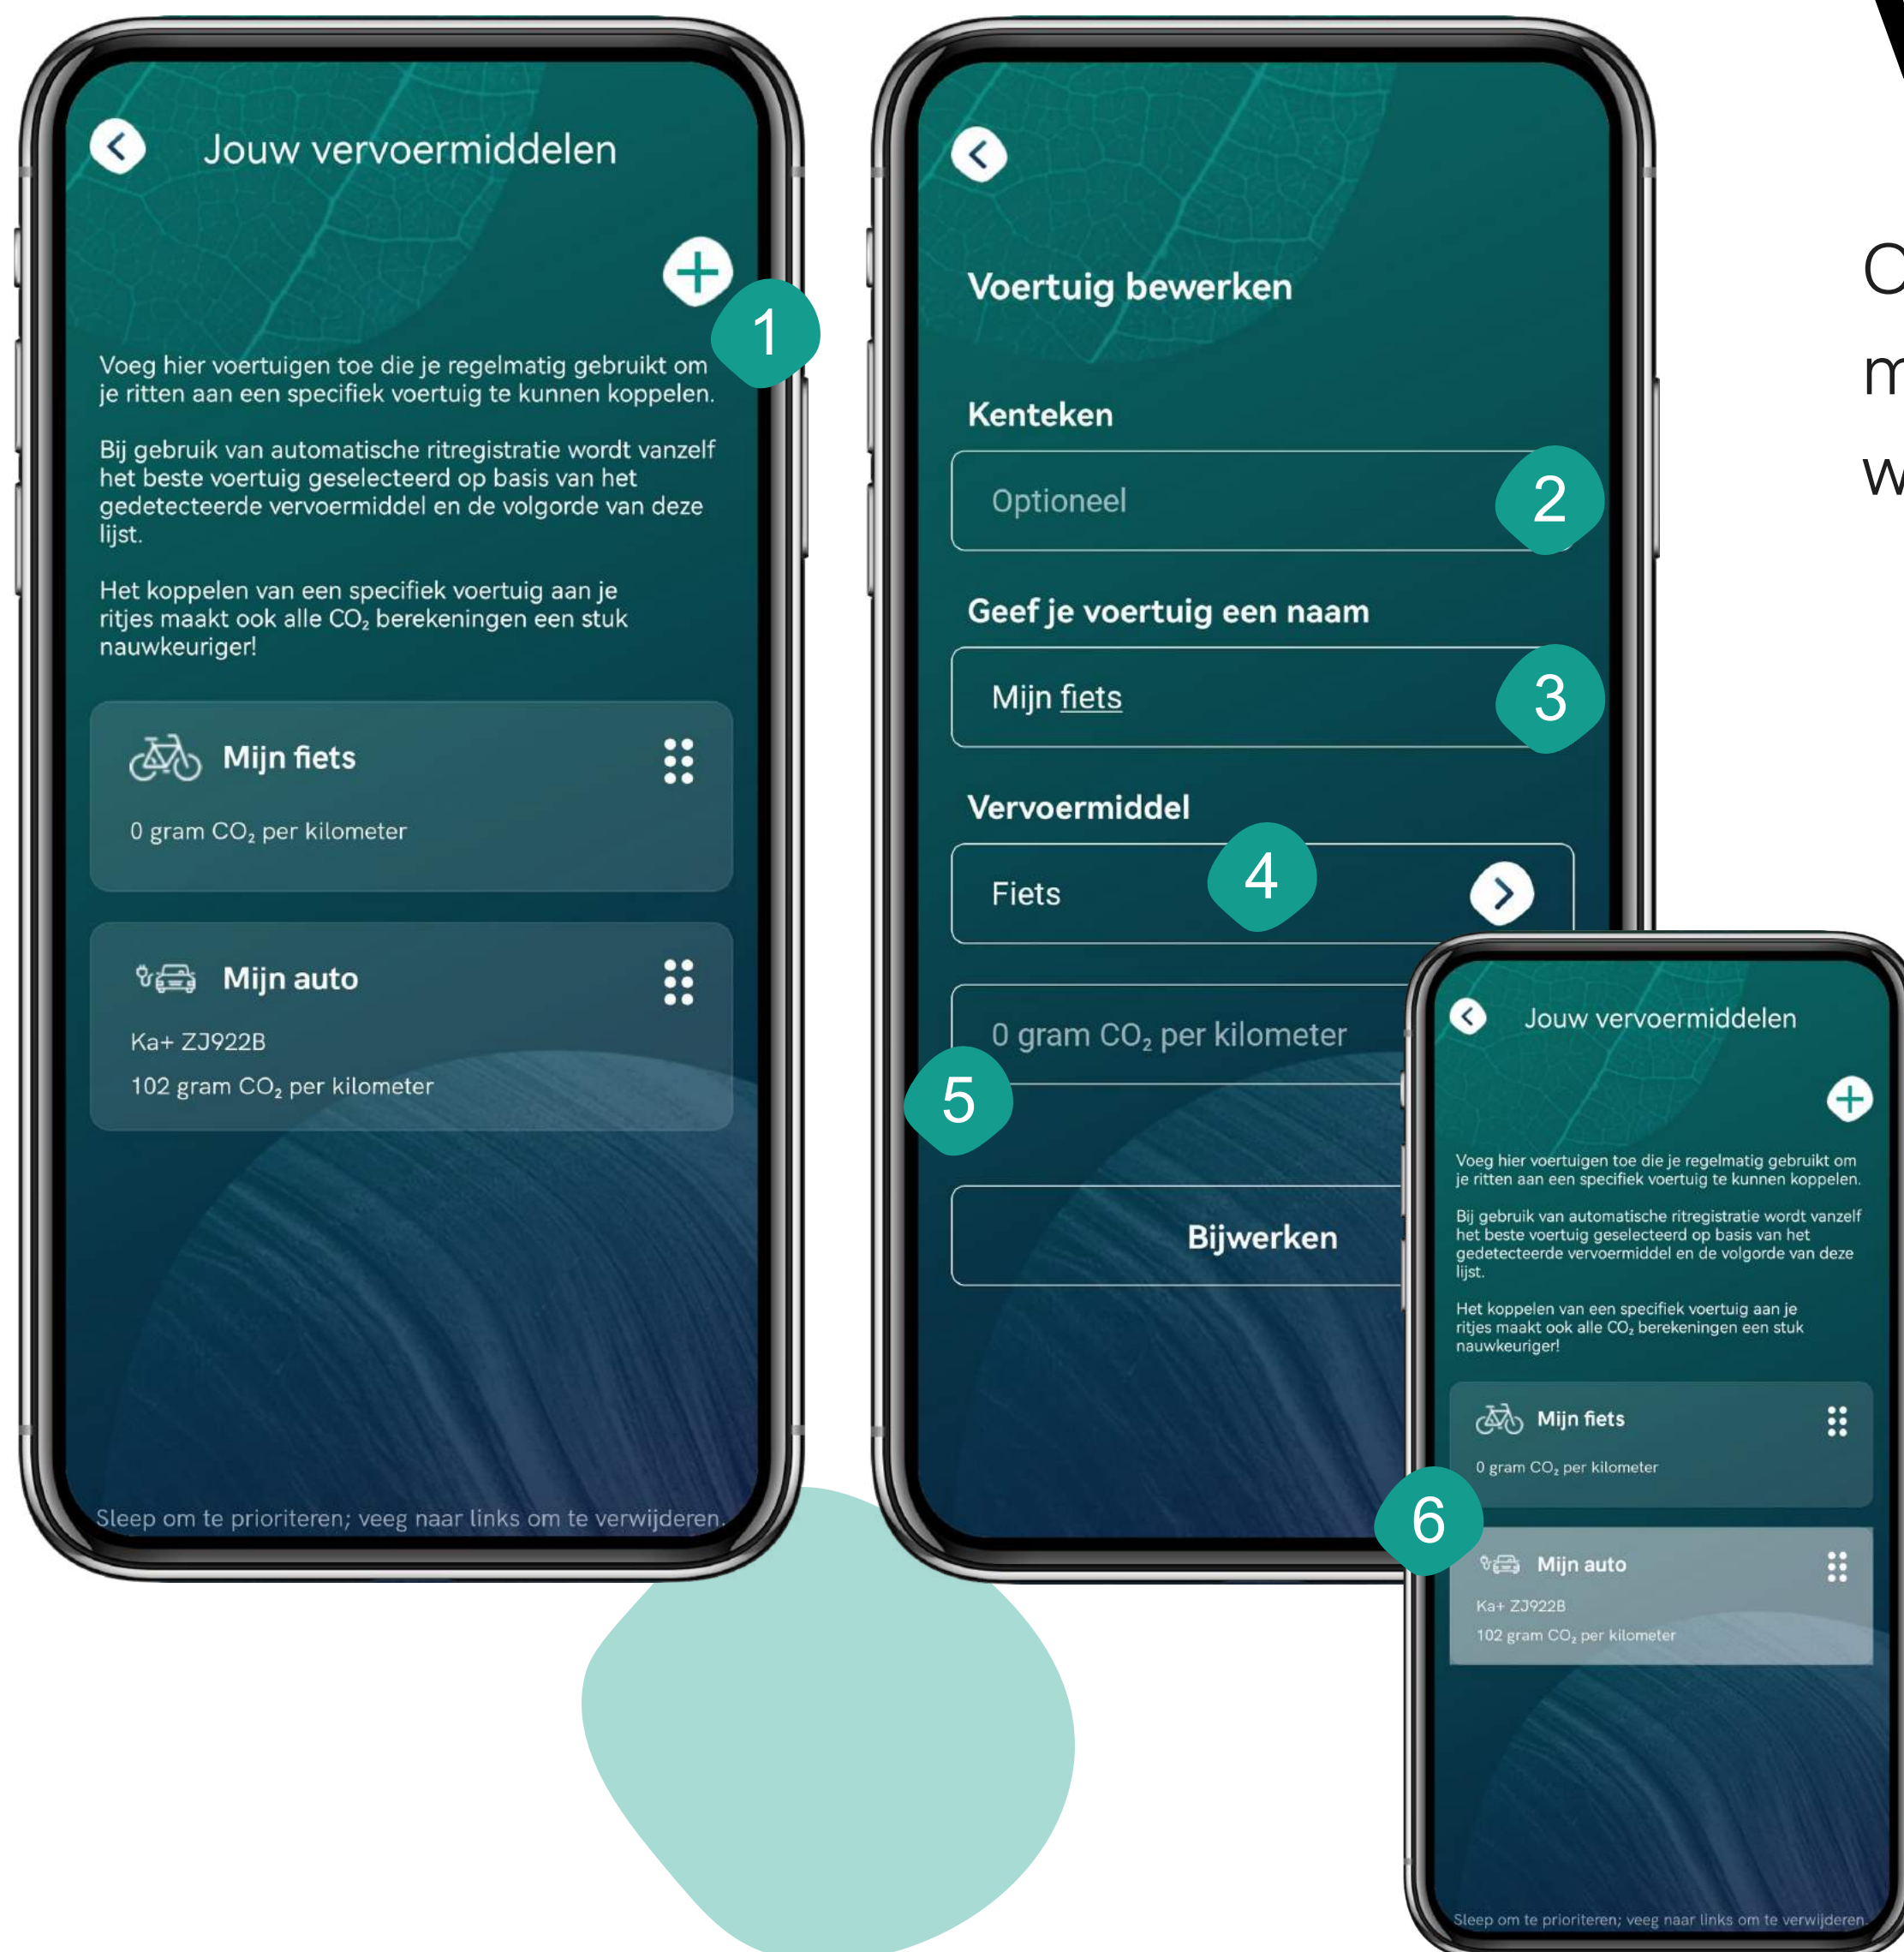 Jouw vervoermiddelen
1
Voeg hier voertuigen toe die je regelmatig gebruikt om
je ritten aan een specifiek voertuig te kunnen koppelen.
Bij gebruik van automatische ritregistratie wordt vanzelf
het beste voertuig geselecteerd op basis van het
gedetecteerde vervoermiddel en de volgorde van deze
lijst.
Het koppelen van een specifiek voertuig aan je
ritjes maakt ook alle CO₂ berekeningen een stuk
nauwkeuriger!
Mijn fiets
0 gram CO₂ per kilometer
Mijn auto
Ka+ ZJ922B
102 gram CO₂ per kilometer
Sleep om te prioriteren; veeg naar links om te verwijderen.
Voertuig bewerken
Kenteken
Optioneel
2
Geef je voertuig een naam
Mijn fiets
3
Vervoermiddel
Fiets
4
0 gram CO₂ per kilometer
5
Bijwerken
Jouw vervoermiddelen
Voeg hier voertuigen toe die je regelmatig gebruikt om
je ritten aan een specifiek voertuig te kunnen koppelen.
Bij gebruik van automatische ritregistratie wordt vanzelf
het beste voertuig geselecteerd op basis van het
gedetecteerde vervoermiddel en de volgorde van deze
lijst.
Het koppelen van een specifiek voertuig aan je
ritjes maakt ook alle CO₂ berekeningen een stuk
nauwkeuriger!
Mijn fiets
0 gram CO₂ per kilometer
6
Mijn auto
Ka+ ZJ922B
102 gram CO₂ per kilometer
Sleep om te prioriteren; veeg naar links om te verwijderen.